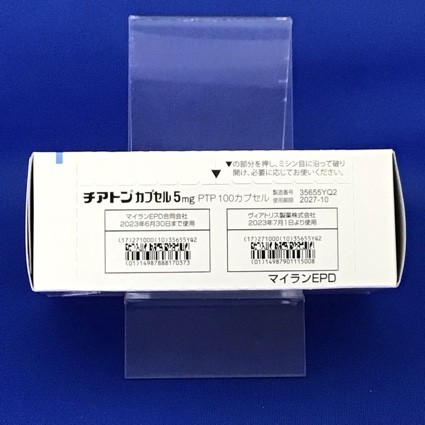 ▼の部分を押し、ミシン目に沿って破り
開け、必要に応じてお使いください。
チアトンカプセル5mg PTP 100カプセル
製造番号 35655YQ2
使用期限 2027-10
マイランEPD合同会社
2023年6月30日まで使用
(17)271000(10)35655YQ2
(01)14987888170373
ヴィアトリス製薬株式会社
2023年7月1日より使用
(17)271000(10)35655YQ2
(01)14987901115008
マイランEPD